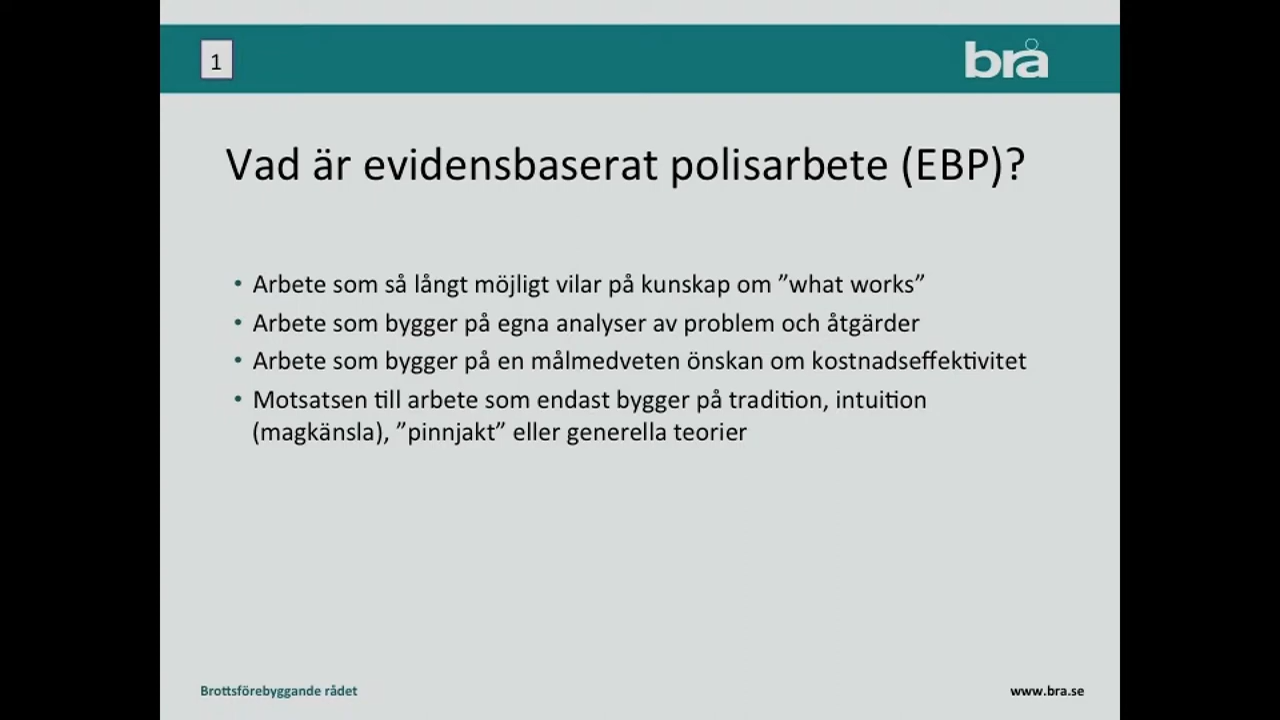 1
brå
Vad är evidensbaserat polisarbete (EBP)?
• Arbete som så långt möjligt vilar på kunskap om ”what works”
• Arbete som bygger på egna analyser av problem och åtgärder
• Arbete som bygger på en målmedveten önskan om kostnadseffektivitet
• Motsatsen till arbete som endast bygger på tradition, intuition
(magkänsla), ”pinnjakt” eller generella teorier
Brottsförebyggande rådet
www.bra.se